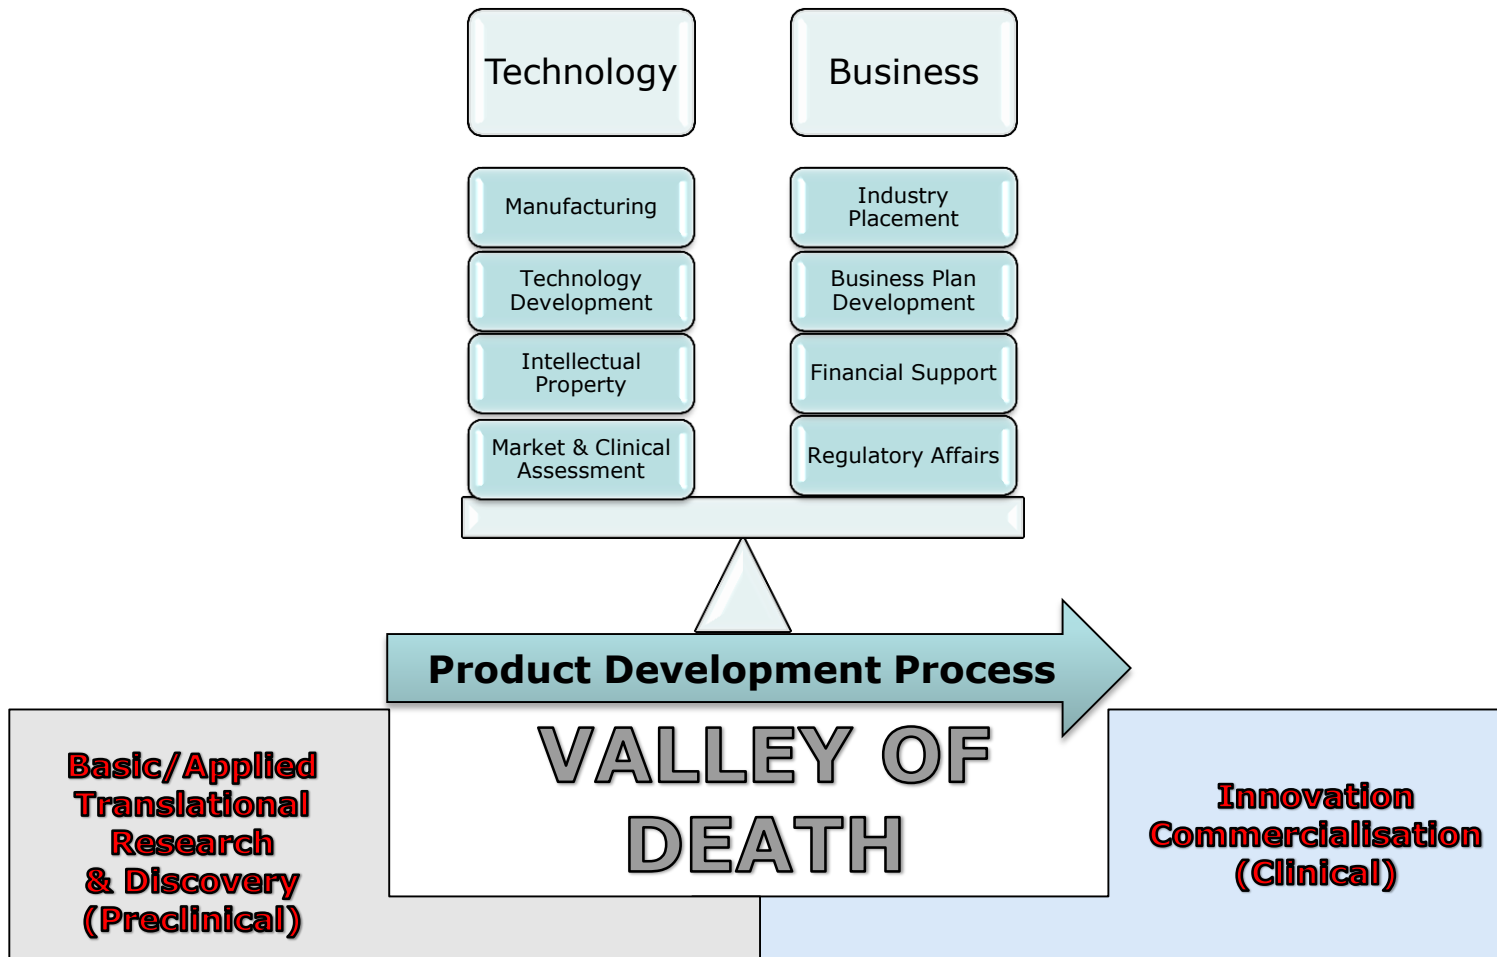 Technology
Business
Manufacturing
Technology
Development
Intellectual
Property
Market & Clinical
Assessment
Industry
Placement
Business Plan
Development
Financial Support
Regulatory Affairs
Product Development Process
VALLEY OF
DEATH
Basic/Applied
Translational
Research
& Discovery
(Preclinical)
Innovation
Commercialisation
(Clinical)